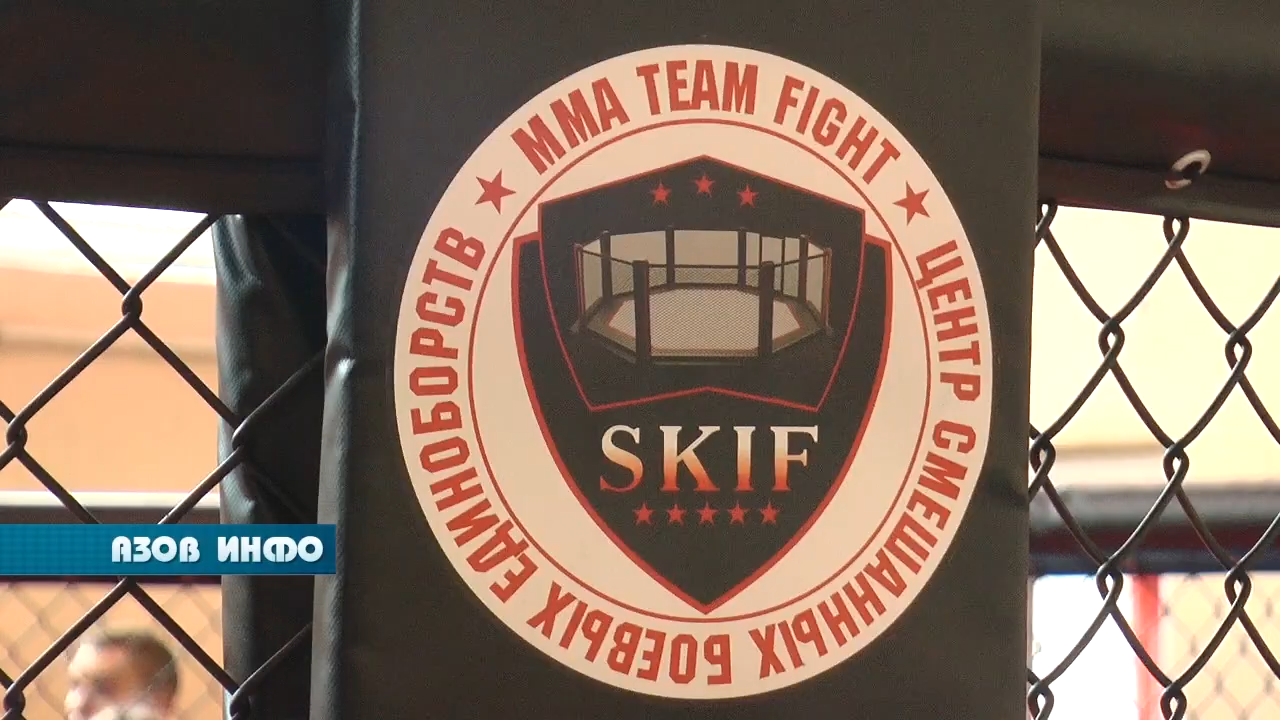 MMA TEAM FIGHT
ЦЕНТР СМЕШАННЫХ БОЕВЫХ ЕДИНОБОРСТВ
SKIF
АЗОВ ИНФО